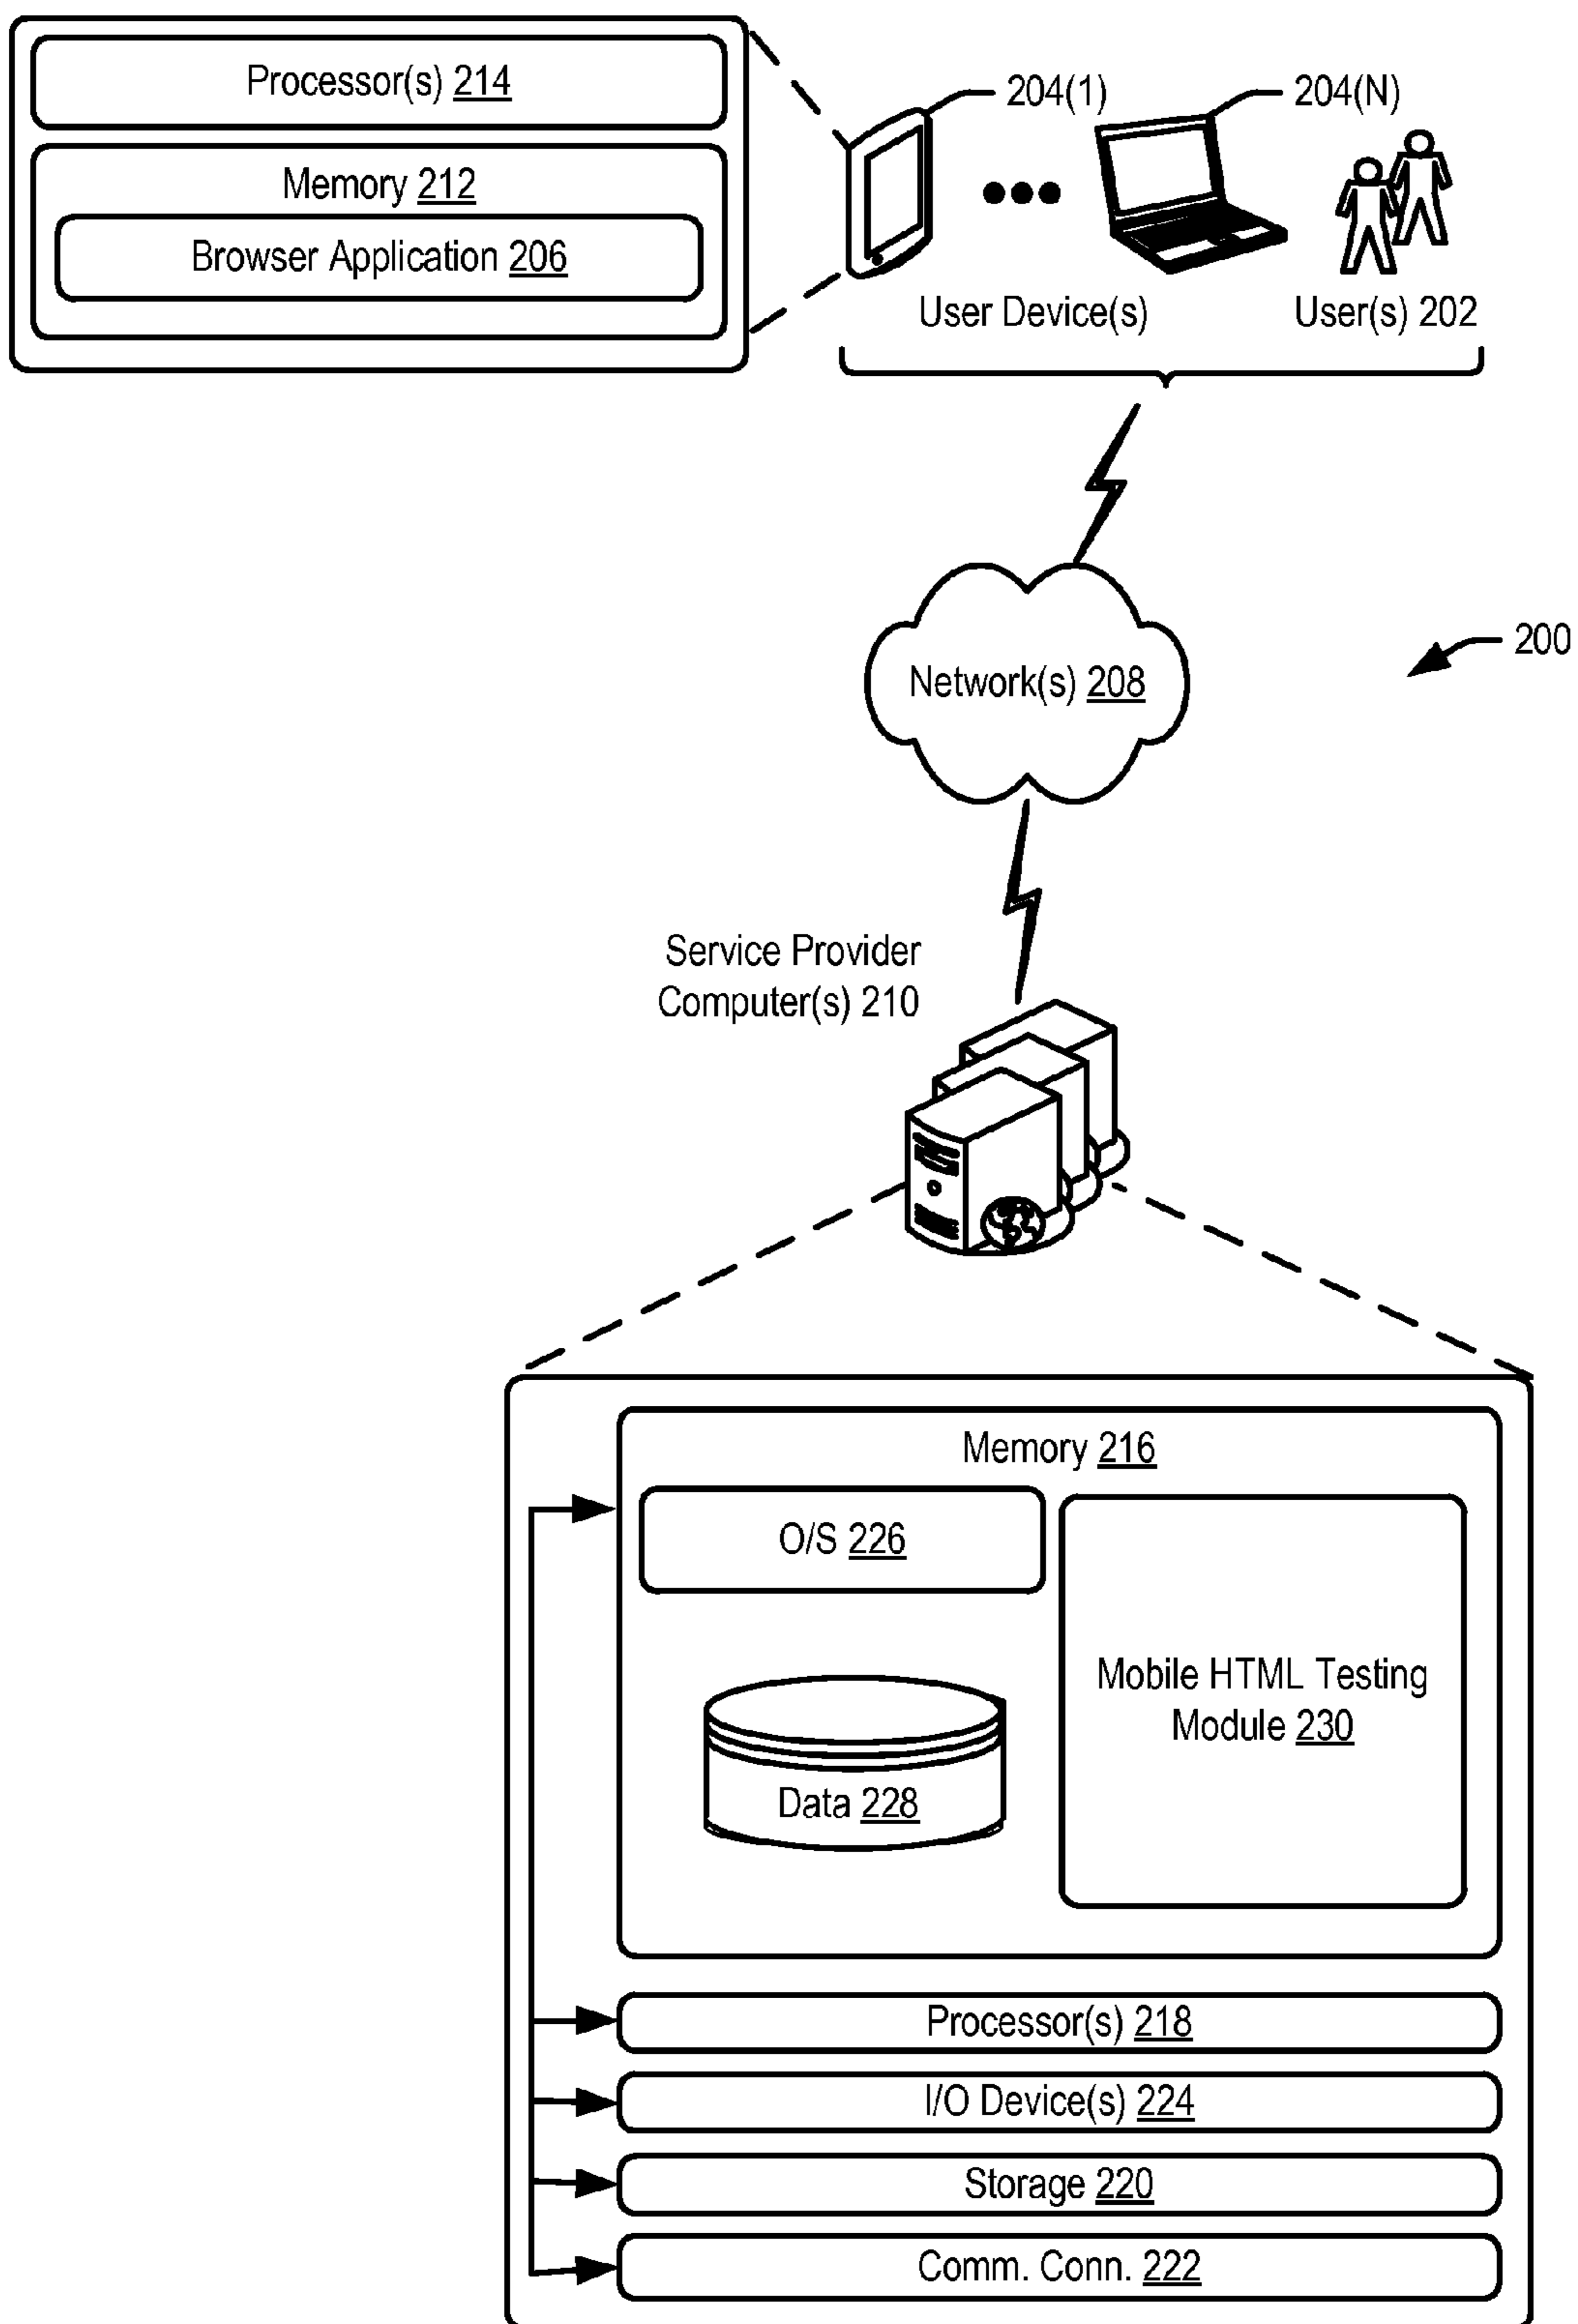 Processor(s) 214
Memory 212
Browser Application 206
204(1)
204(N)
User Device(s)
User(s) 202
Network(s) 208
200
Service Provider
Computer(s) 210
Memory 216
O/S 226
Mobile HTML Testing
Module 230
Data 228
Processor(s) 218
I/O Device(s) 224
Storage 220
Comm. Conn. 222